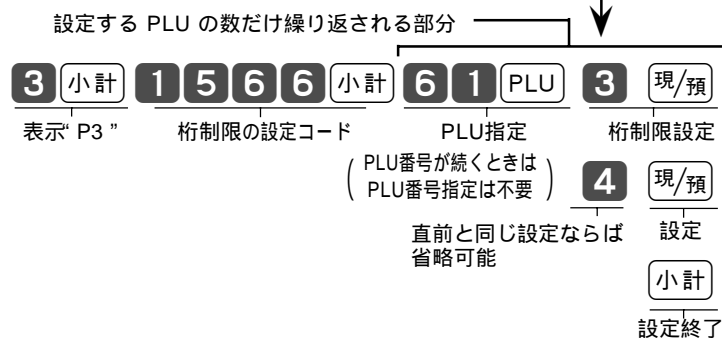 設定する PLU の数だけ繰り返される部分
3 小計 1 5 6 6 小計 6 1 PLU 3 現/預
表示“ P3 ” 桁制限の設定コード PLU指定 桁制限設定
( PLU番号が続くときは
PLU番号指定は不要 ) 4 現/預
直前と同じ設定ならば 設定
省略可能
小計
設定終了